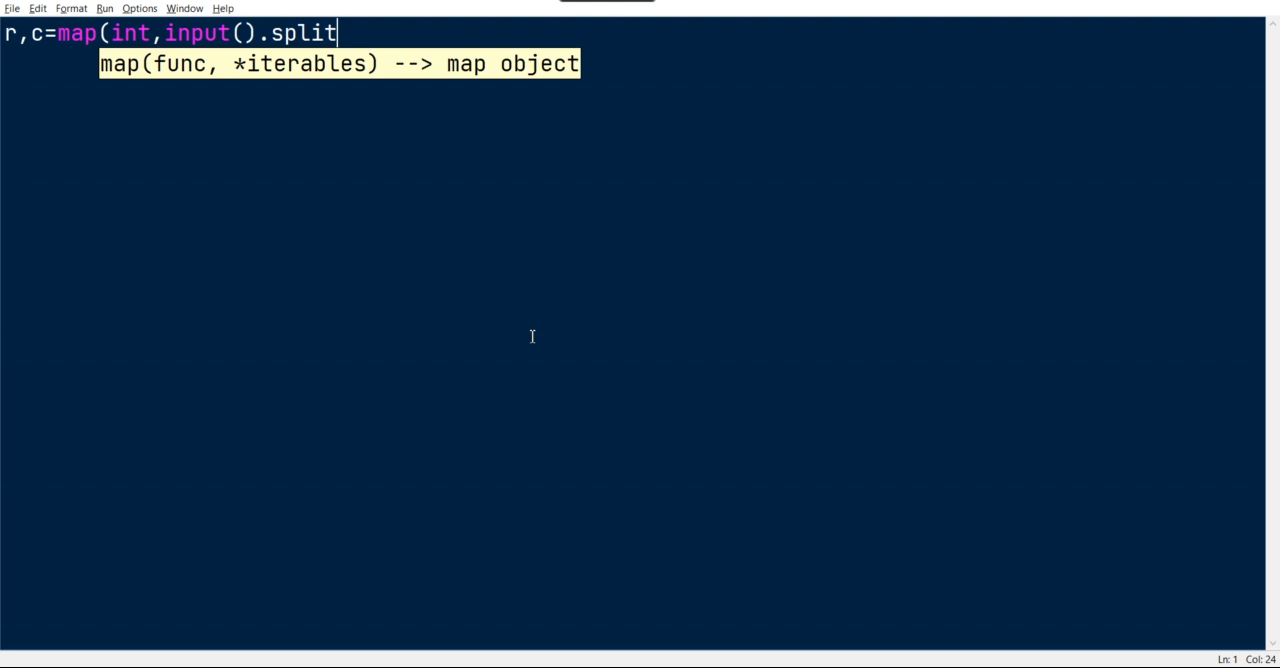 File Edit Format Run Options Window Help
r,c=map(int,input().split
map(func, *iterables) --> map object
Ln: 1 Col: 24